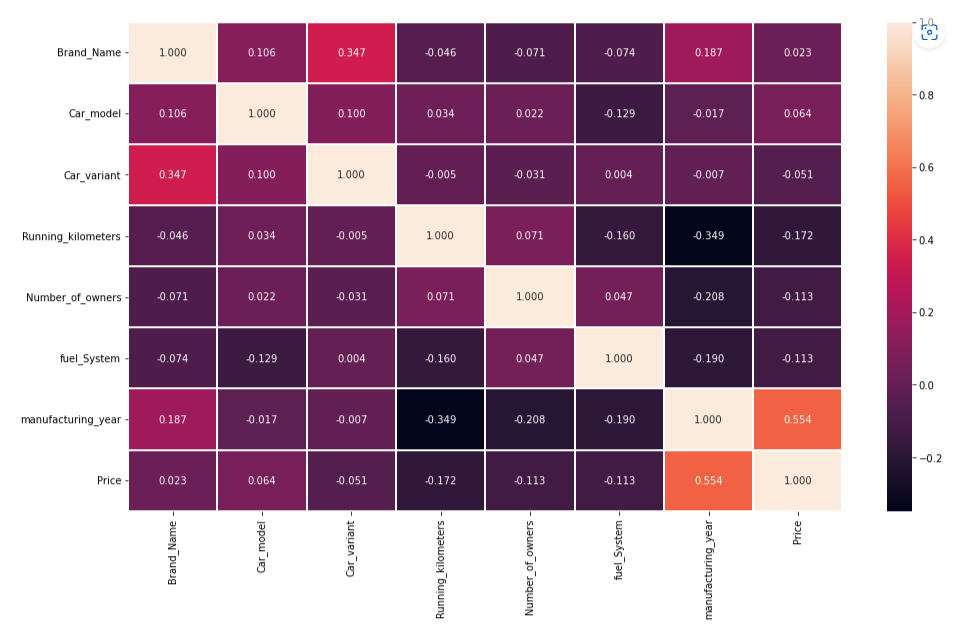 1.0
Brand_Name 1.000 0.106 0.347 -0.046 -0.071 -0.074 0.187 0.023
0.8
Car_model 0.106 1.000 0.100 0.034 0.022 -0.129 -0.017 0.064
Car_variant 0.347 0.100 1.000 -0.005 -0.031 0.004 -0.007 -0.051
0.6
Running_kilometers -0.046 0.034 -0.005 1.000 0.071 -0.160 -0.349 -0.172
0.4
Number_of_owners -0.071 0.022 -0.031 0.071 1.000 0.047 -0.208 -0.113
0.2
fuel_System -0.074 -0.129 0.004 -0.160 0.047 1.000 -0.190 -0.113
0.0
manufacturing_year 0.187 -0.017 -0.007 -0.349 -0.208 -0.190 1.000 0.554
−0.2
Price 0.023 0.064 -0.051 -0.172 -0.113 -0.113 0.554 1.000
Brand_Name
Car_model
Car_variant
Running_kilometers
Number_of_owners
fuel_System
manufacturing_year
Price